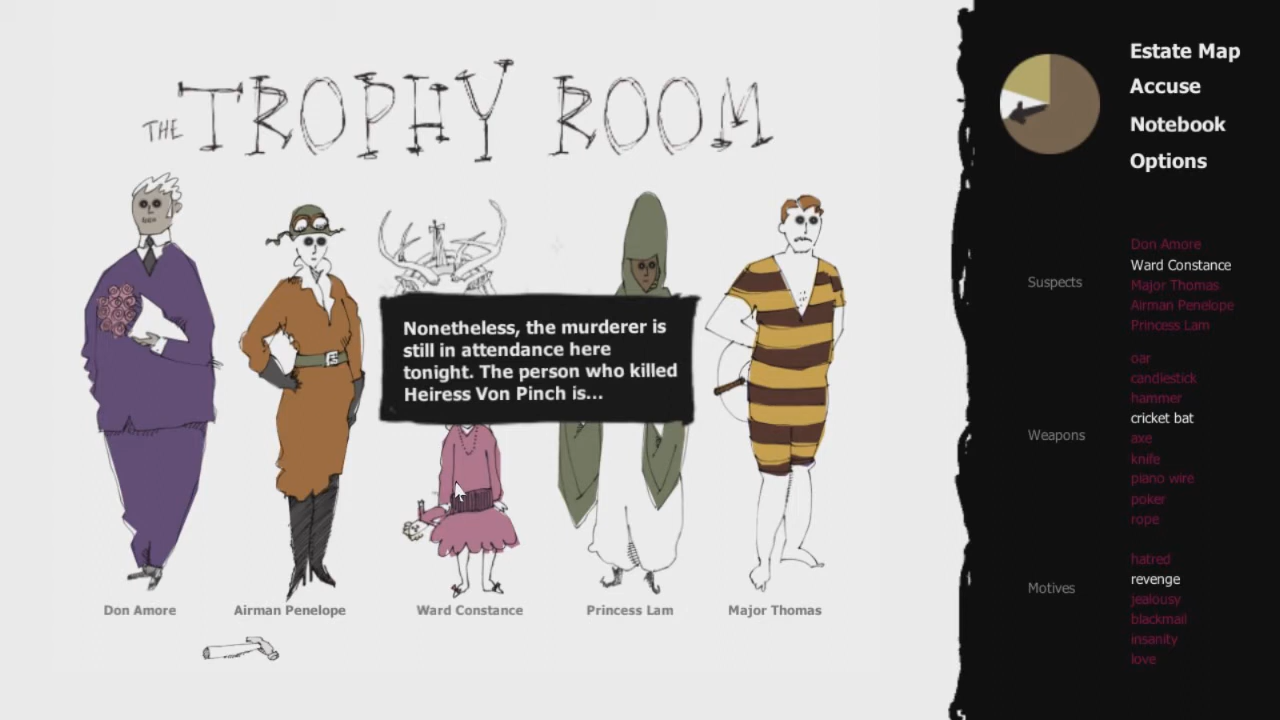 THE TROPHY ROOM
Nonetheless, the murderer is
still in attendance here
tonight. The person who killed
Heiress Von Pinch is...
Don Amore
Airman Penelope
Ward Constance
Princess Lam
Major Thomas
Estate Map
Accuse
Notebook
Options
Suspects
Don Amore
Ward Constance
Major Thomas
Airman Penelope
Princess Lam
Weapons
oar
candlestick
hammer
cricket bat
axe
knife
piano wire
poker
rope
Motives
hatred
revenge
jealousy
blackmail
insanity
love